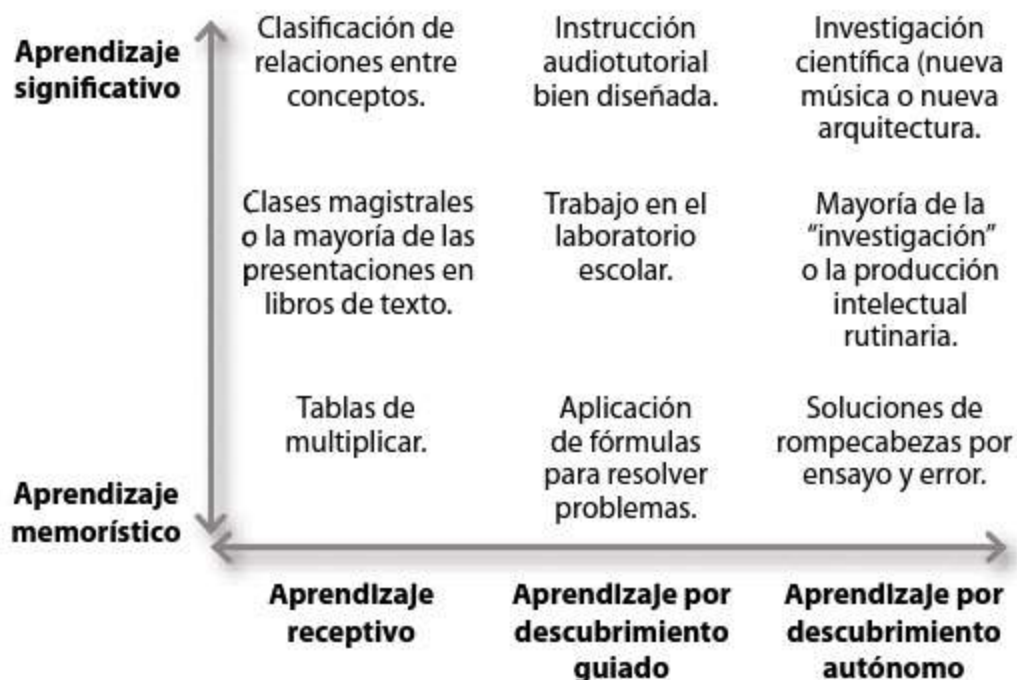 Aprendizaje
significativo
Clasificación de
relaciones entre
conceptos.
Instrucción
audiotutorial
bien diseñada.
Investigación
científica (nueva
música o nueva
arquitectura.
Clases magistrales
o la mayoría de las
presentaciones en
libros de texto.
Trabajo en el
laboratorio
escolar.
Mayoría de la
“investigación”
o la producción
intelectual
rutinaria.
Tablas de
multiplicar.
Aplicación
de fórmulas
para resolver
problemas.
Soluciones de
rompecabezas por
ensayo y error.
Aprendizaje
memorístico
Aprendizaje
receptivo
Aprendizaje por
descubrimiento
guiado
Aprendizaje por
descubrimiento
autónomo